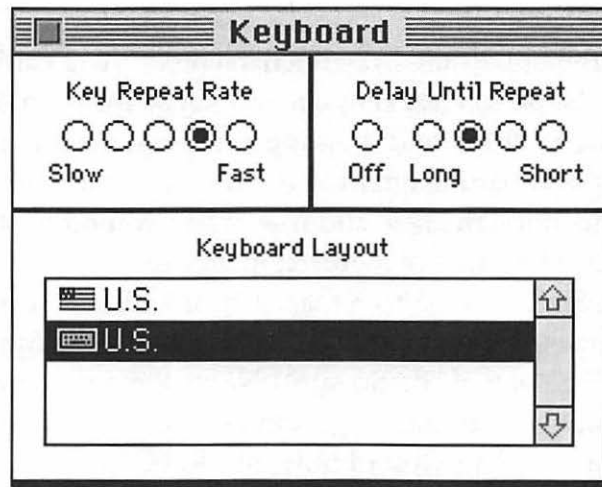 Keyboard
Key Repeat Rate
Slow Fast
Delay Until Repeat
Off Long Short
Keyboard Layout
U.S.
U.S.